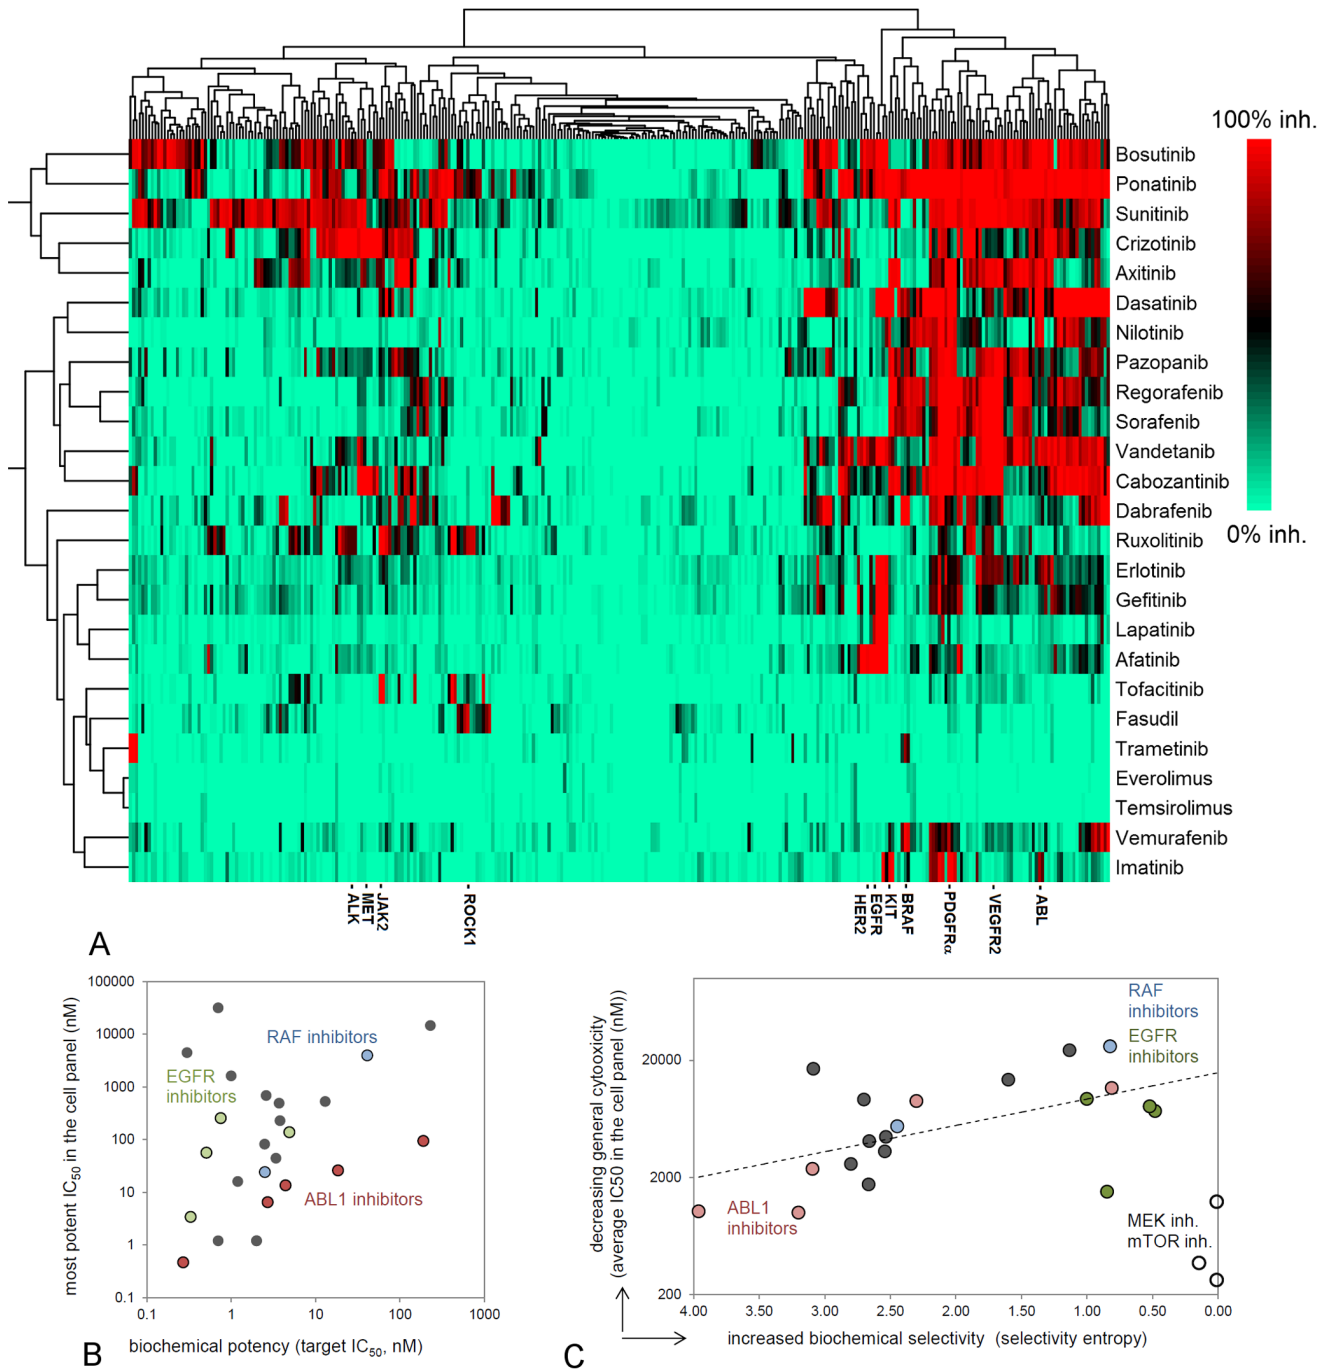 100% inh.
Bosutinib
Ponatinib
Sunitinib
Crizotinib
Axitinib
Dasatinib
Nilotinib
Pazopanib
Regorafenib
Sorafenib
Vandetanib
Cabozantinib
Dabrafenib
Ruxolitinib
0% inh.
Erlotinib
Gefitinib
Lapatinib
Afatinib
Tofacitinib
Fasudil
Trametinib
Everolimus
Temsirolimus
Vemurafenib
Imatinib
ALK
MET
JAK2
ROCK1
HER2
EGFR
KIT
BRAF
PDGFRα
VEGFR2
ABL
A
most potent IC50 in the cell panel (nM)
100000
10000
1000
100
10
1
0.1
RAF inhibitors
EGFR
inhibitors
ABL1 inhibitors
0.1
1
10
100
1000
biochemical potency (target IC50, nM)
B
decreasing general cytooxicity
(average IC50 in the cell panel (nM))
20000
2000
200
RAF
inhibitors
EGFR
inhibitors
ABL1
inhibitors
MEK inh.
mTOR inh.
4.00
3.50
3.00
2.50
2.00
1.50
1.00
0.50
0.00
increased biochemical selectivity (selectivity entropy)
C